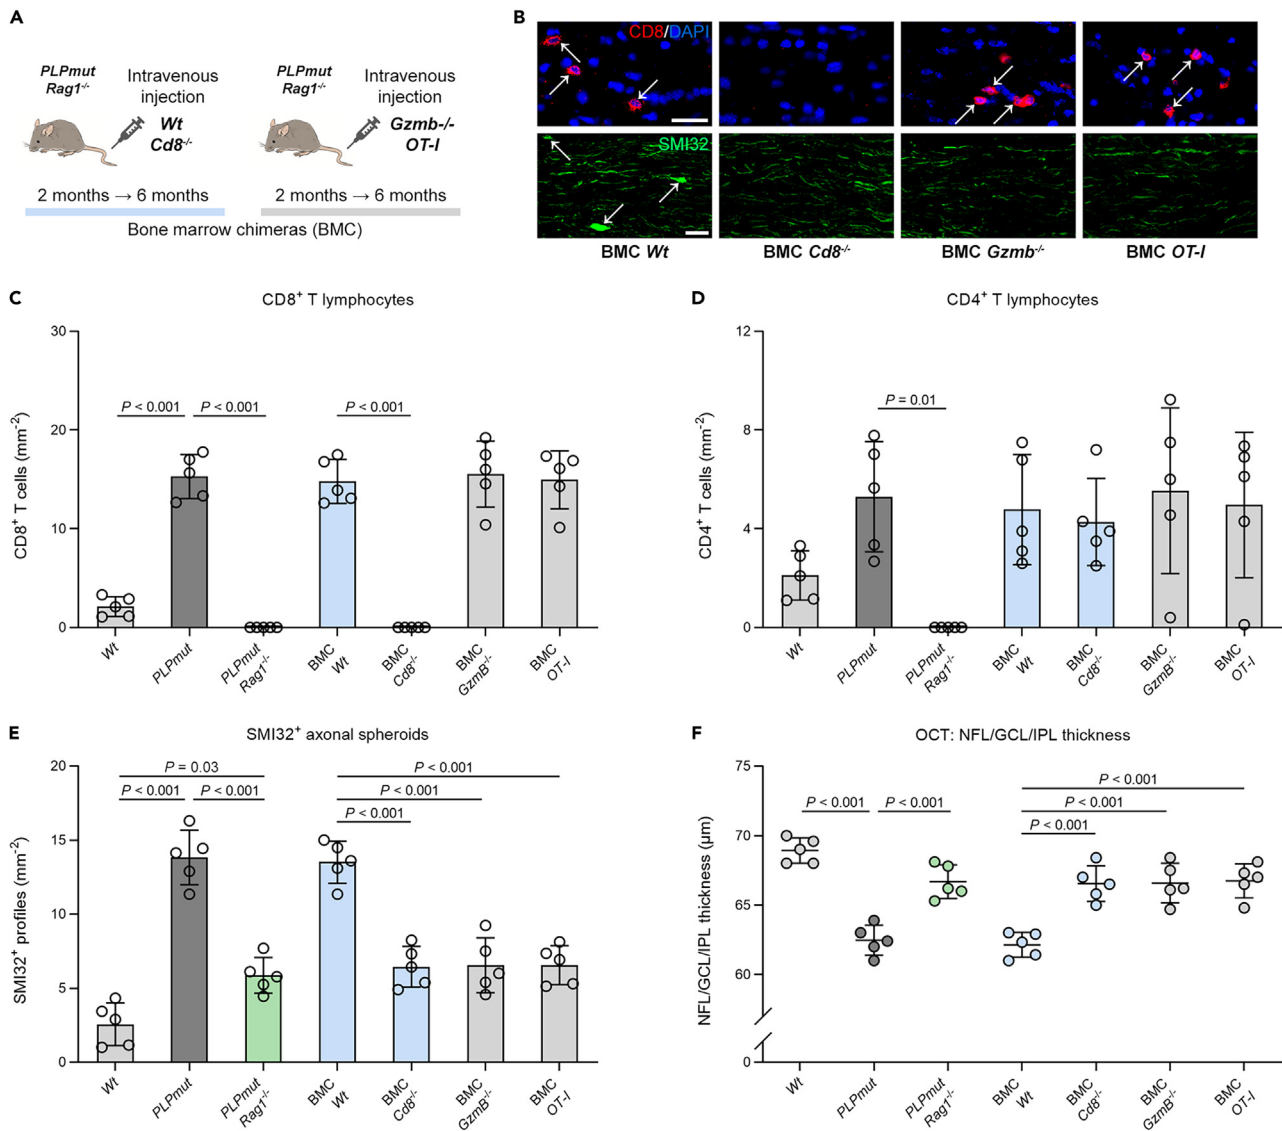 A
PLPmut
Rag1-/-
Intravenous
injection
Wt
Cd8-/-
2 months → 6 months
PLPmut
Rag1-/-
Intravenous
injection
Gzmb-/-
OT-I
2 months → 6 months
Bone marrow chimeras (BMC)
B
CD8/DAPI
SMI32
BMC Wt
BMC Cd8-/-
BMC Gzmb-/-
BMC OT-I
C
CD8+ T lymphocytes
CD8+ T cells (mm-2)
30
20
10
0
P < 0.001
P < 0.001
P < 0.001
Wt
PLPmut
PLPmut
Rag1-/-
BMC
Wt
BMC
Cd8-/-
BMC
GzmB-/-
BMC
OT-I
D
CD4+ T lymphocytes
CD4+ T cells (mm-2)
12
8
4
0
P = 0.01
Wt
PLPmut
PLPmut
Rag1-/-
BMC
Wt
BMC
Cd8-/-
BMC
GzmB-/-
BMC
OT-I
E
SMI32+ axonal spheroids
SMI32+ profiles (mm-2)
20
15
10
5
0
P = 0.03
P < 0.001
P < 0.001
P < 0.001
P < 0.001
P < 0.001
Wt
PLPmut
PLPmut
Rag1-/-
BMC
Wt
BMC
Cd8-/-
BMC
GzmB-/-
BMC
OT-I
F
OCT: NFL/GCL/IPL thickness
NFL/GCL/IPL thickness (µm)
75
70
65
60
0
P < 0.001
P < 0.001
P < 0.001
P < 0.001
P < 0.001
Wt
PLPmut
PLPmut
Rag1-/-
BMC
Wt
BMC
Cd8-/-
BMC
GzmB-/-
BMC
OT-I